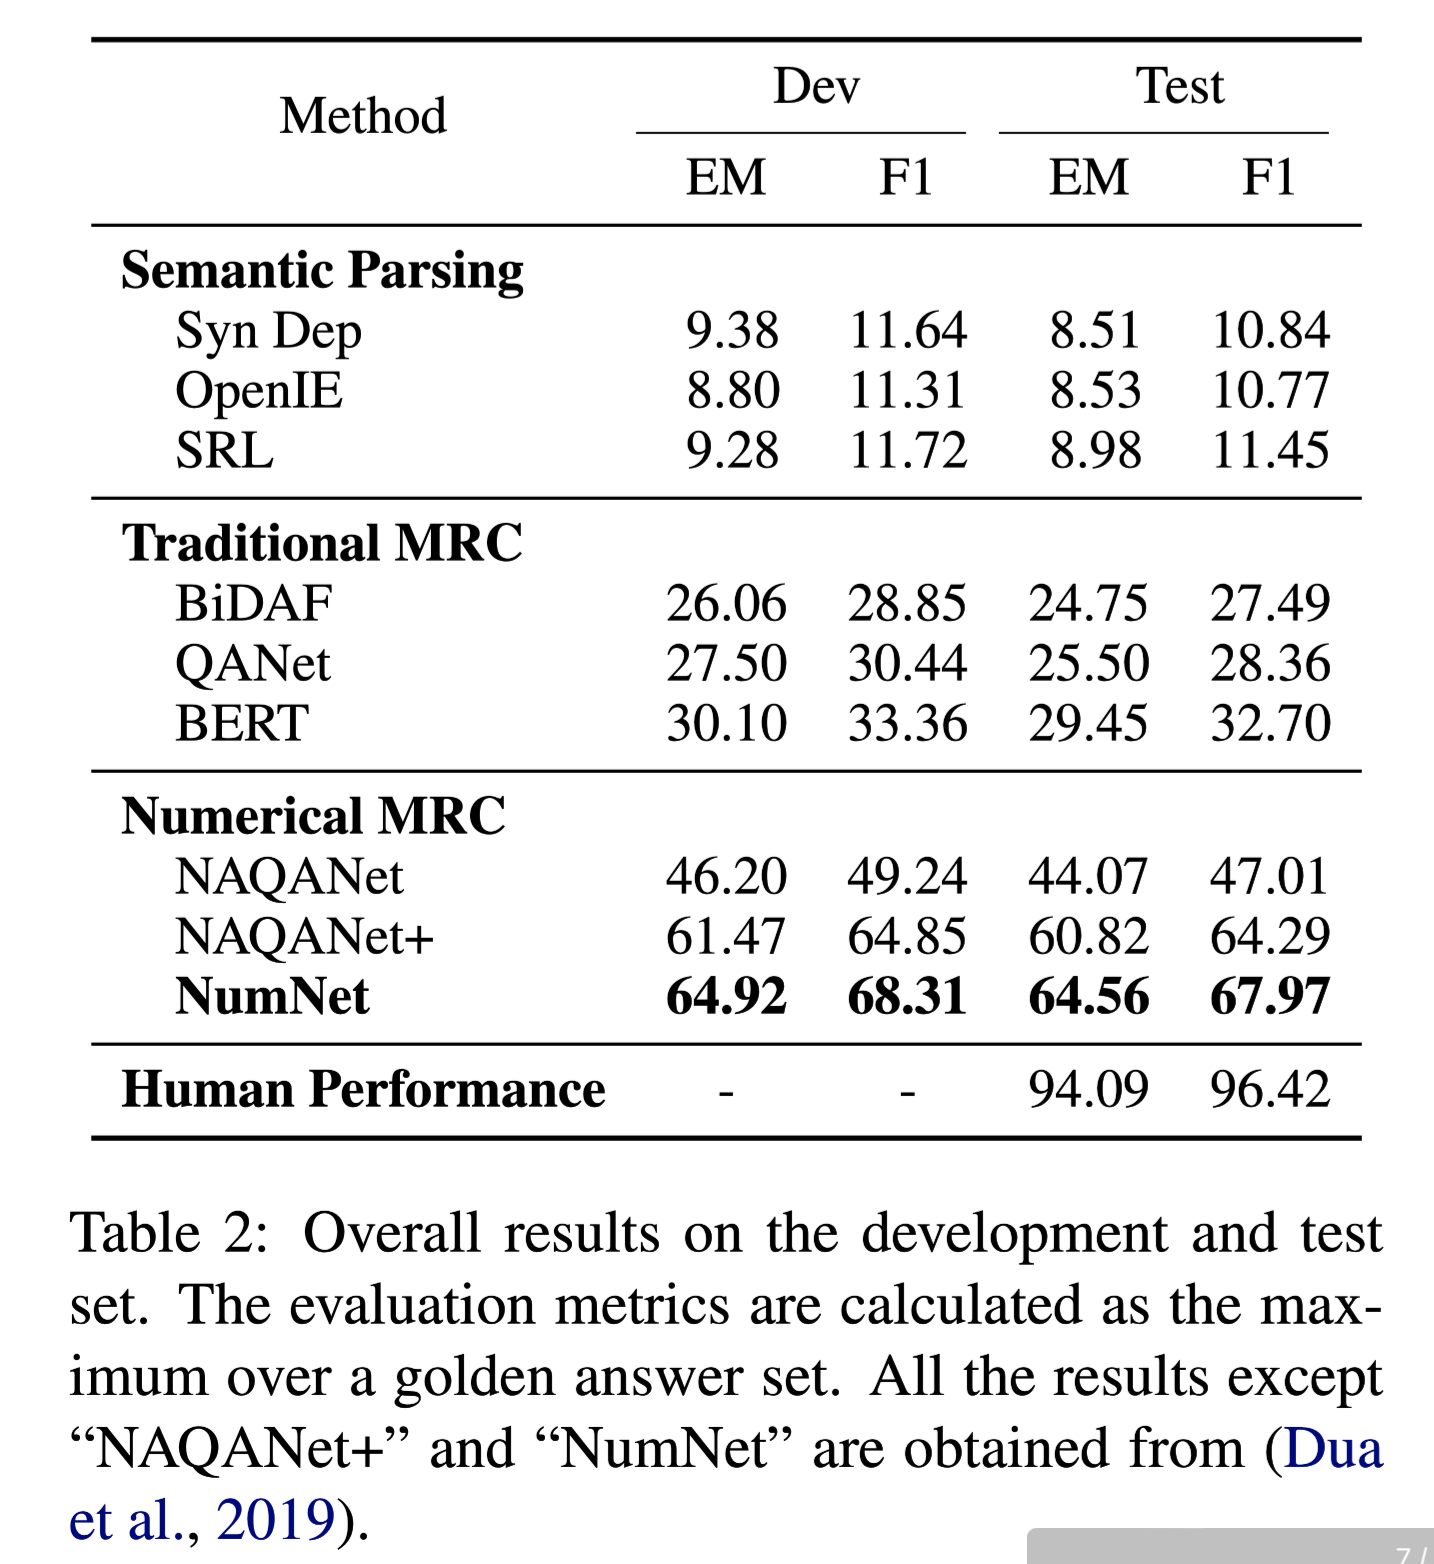 Method Dev Test
EM F1 EM F1
Semantic Parsing
Syn Dep 9.38 11.64 8.51 10.84
OpenIE 8.80 11.31 8.53 10.77
SRL 9.28 11.72 8.98 11.45
Traditional MRC
BiDAF 26.06 28.85 24.75 27.49
QANet 27.50 30.44 25.50 28.36
BERT 30.10 33.36 29.45 32.70
Numerical MRC
NAQANet 46.20 49.24 44.07 47.01
NAQANet+ 61.47 64.85 60.82 64.29
NumNet 64.92 68.31 64.56 67.97
Human Performance - - 94.09 96.42
Table 2: Overall results on the development and test
set. The evaluation metrics are calculated as the max-
imum over a golden answer set. All the results except
“NAQANet+” and “NumNet” are obtained from (Dua
et al., 2019).
7 /